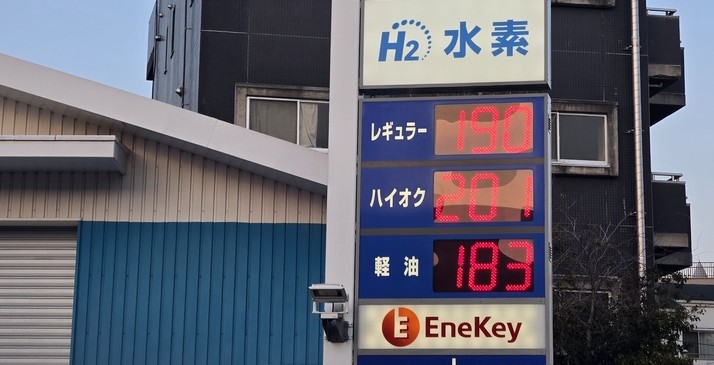 H2 水素
レギュラー 190
ハイオク 201
軽油 183
E EneKey